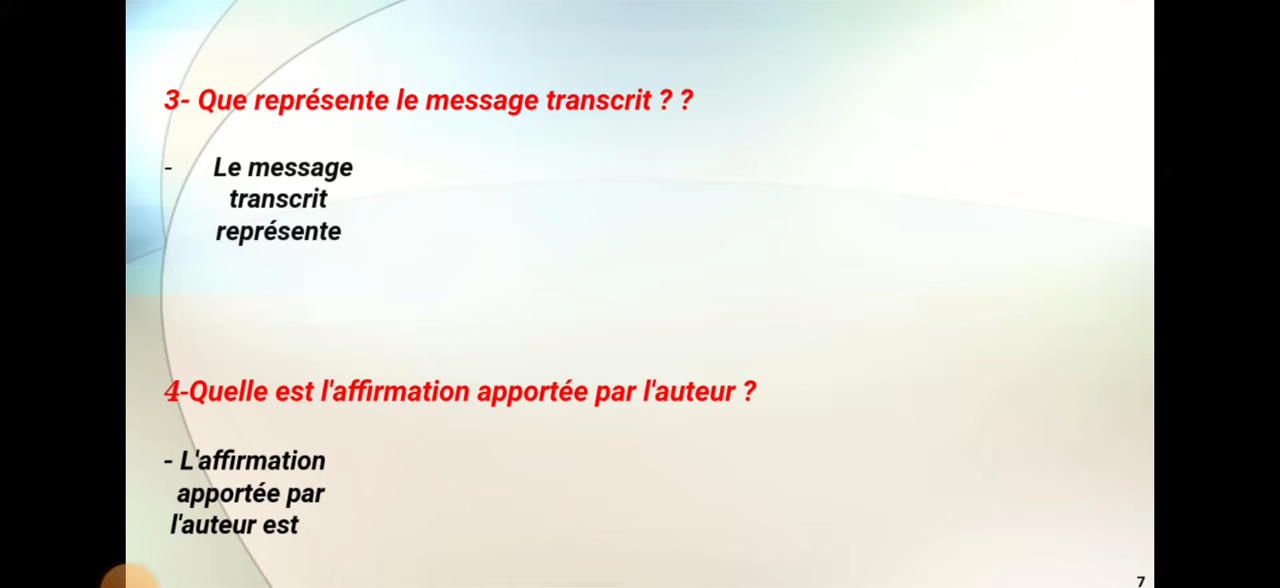 3- Que représente le message transcrit ? ?
- Le message
transcrit
représente
4-Quelle est l'affirmation apportée par l'auteur ?
- L'affirmation
apportée par
l'auteur est
7